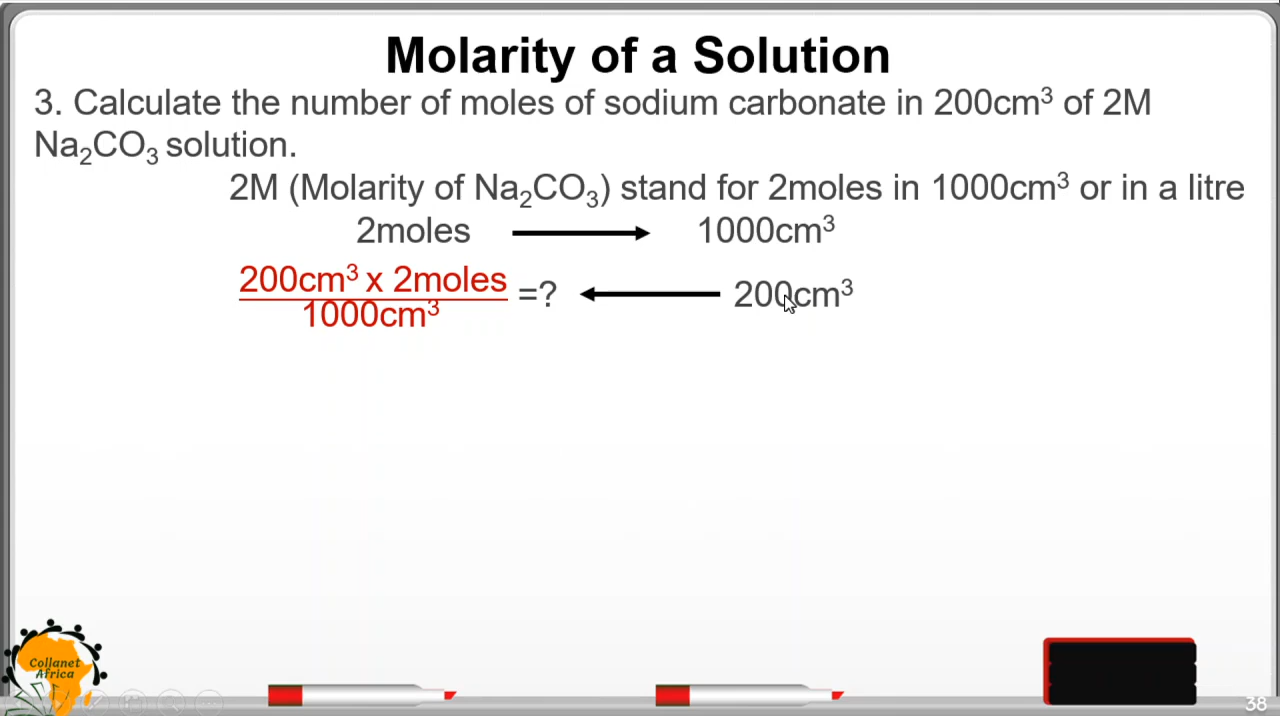 Molarity of a Solution
3. Calculate the number of moles of sodium carbonate in 200cm³ of 2M
Na₂CO₃ solution.
2M (Molarity of Na₂CO₃) stand for 2moles in 1000cm³ or in a litre
2moles → 1000cm³
200cm³ x 2moles
=? ← 200cm³
1000cm³
Collanet
Africa
38